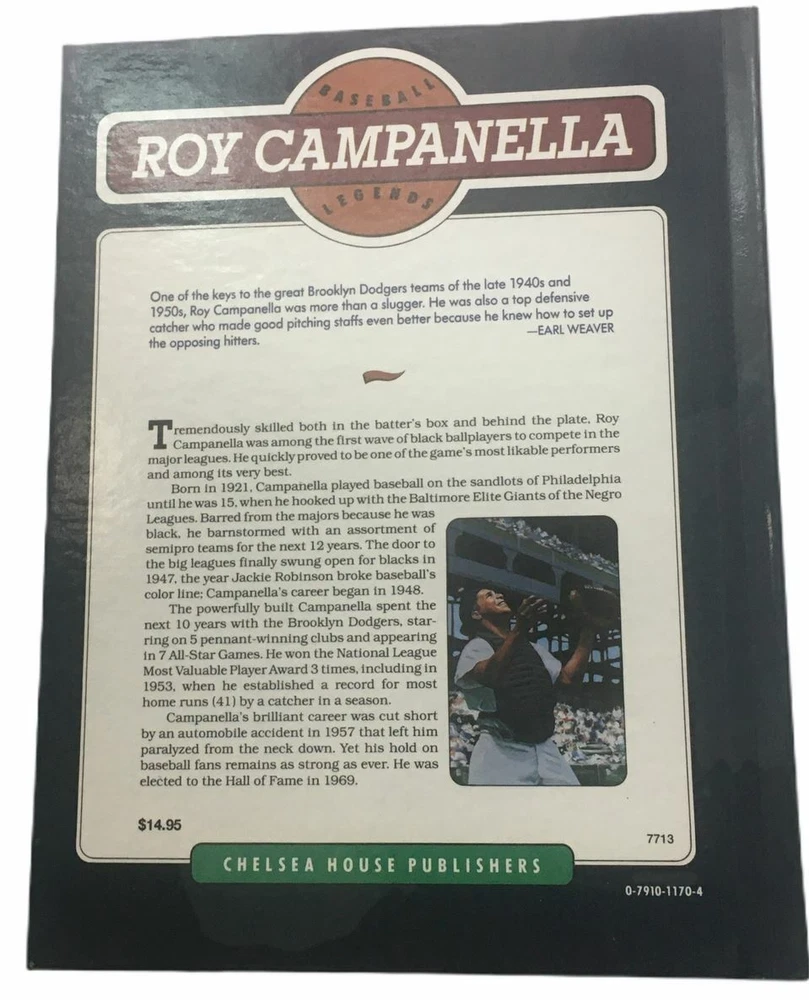 BASEBALL
ROY CAMPANELLA
LEGENDS
One of the keys to the great Brooklyn Dodgers teams of the late 1940s and
1950s, Roy Campanella was more than a slugger. He was also a top defensive
catcher who made good pitching staffs even better because he knew how to set up
the opposing hitters.
—EARL WEAVER
Tremendously skilled both in the batter's box and behind the plate, Roy
Campanella was among the first wave of black ballplayers to compete in the
major leagues. He quickly proved to be one of the game's most likable performers
and among its very best.
Born in 1921, Campanella played baseball on the sandlots of Philadelphia
until he was 15, when he hooked up with the Baltimore Elite Giants of the Negro
Leagues. Barred from the majors because he was
black, he barnstormed with an assortment of
semipro teams for the next 12 years. The door to
the big leagues finally swung open for blacks in
1947, the year Jackie Robinson broke baseball's
color line; Campanella's career began in 1948.
The powerfully built Campanella spent the
next 10 years with the Brooklyn Dodgers, star-
ring on 5 pennant-winning clubs and appearing
in 7 All-Star Games. He won the National League
Most Valuable Player Award 3 times, including in
1953, when he established a record for most
home runs (41) by a catcher in a season.
Campanella's brilliant career was cut short
by an automobile accident in 1957 that left him
paralyzed from the neck down. Yet his hold on
baseball fans remains as strong as ever. He was
elected to the Hall of Fame in 1969.
$14.95
7713
CHELSEA HOUSE PUBLISHERS
0-7910-1170-4